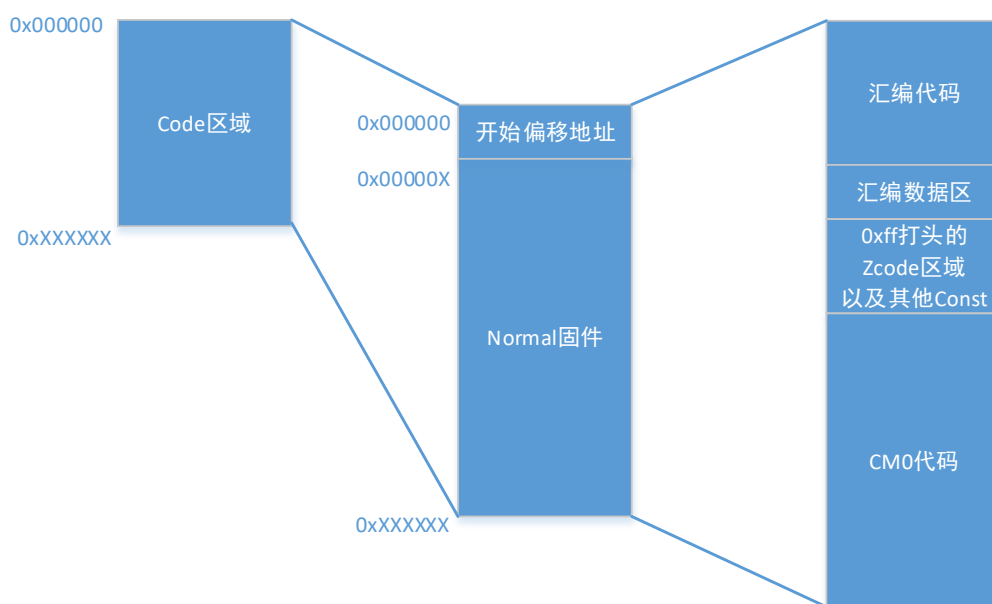 0x000000
Code区域
0xXXXXXX
0x000000
开始偏移地址
0x00000X
Normal固件
0xXXXXXX
汇编代码
汇编数据区
0xff打头的
Zcode区域
以及其他Const
CM0代码